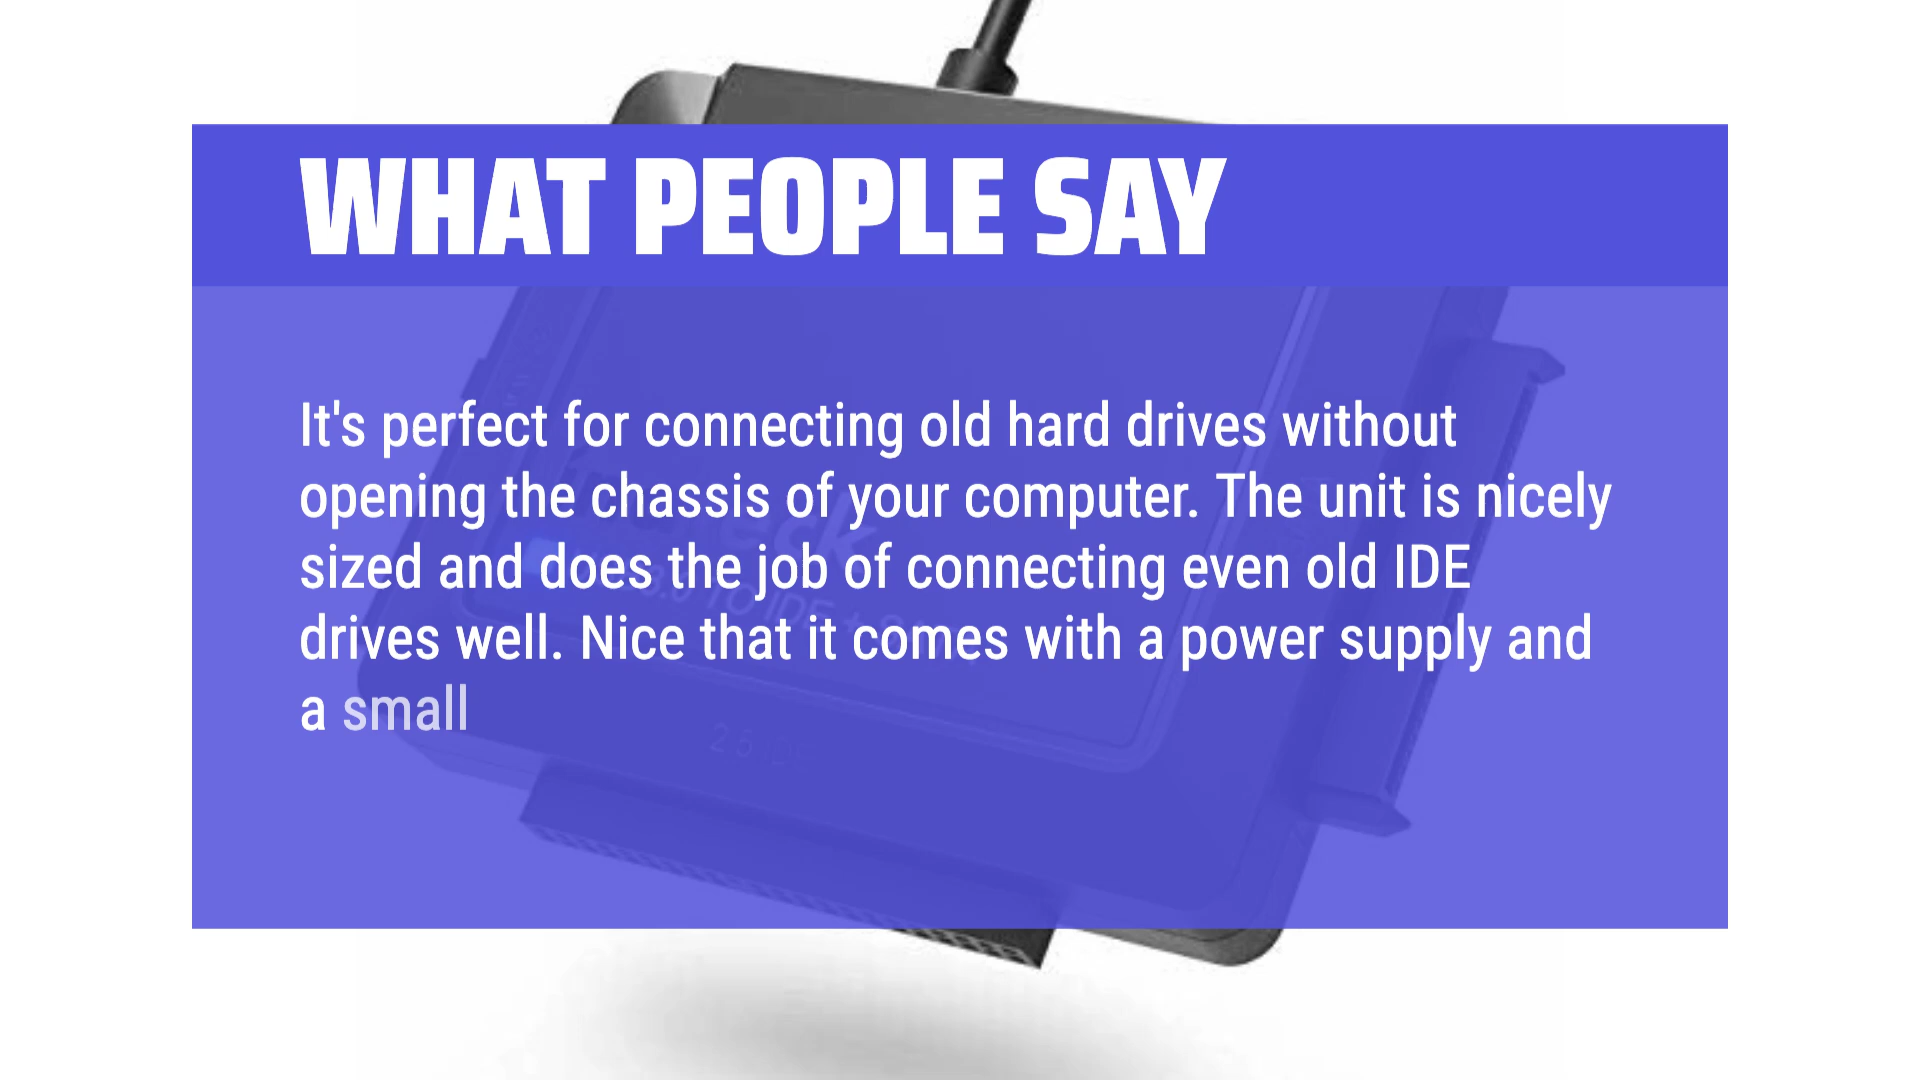 WHAT PEOPLE SAY
It's perfect for connecting old hard drives without
opening the chassis of your computer. The unit is nicely
sized and does the job of connecting even old IDE
drives well. Nice that it comes with a power supply and
a small